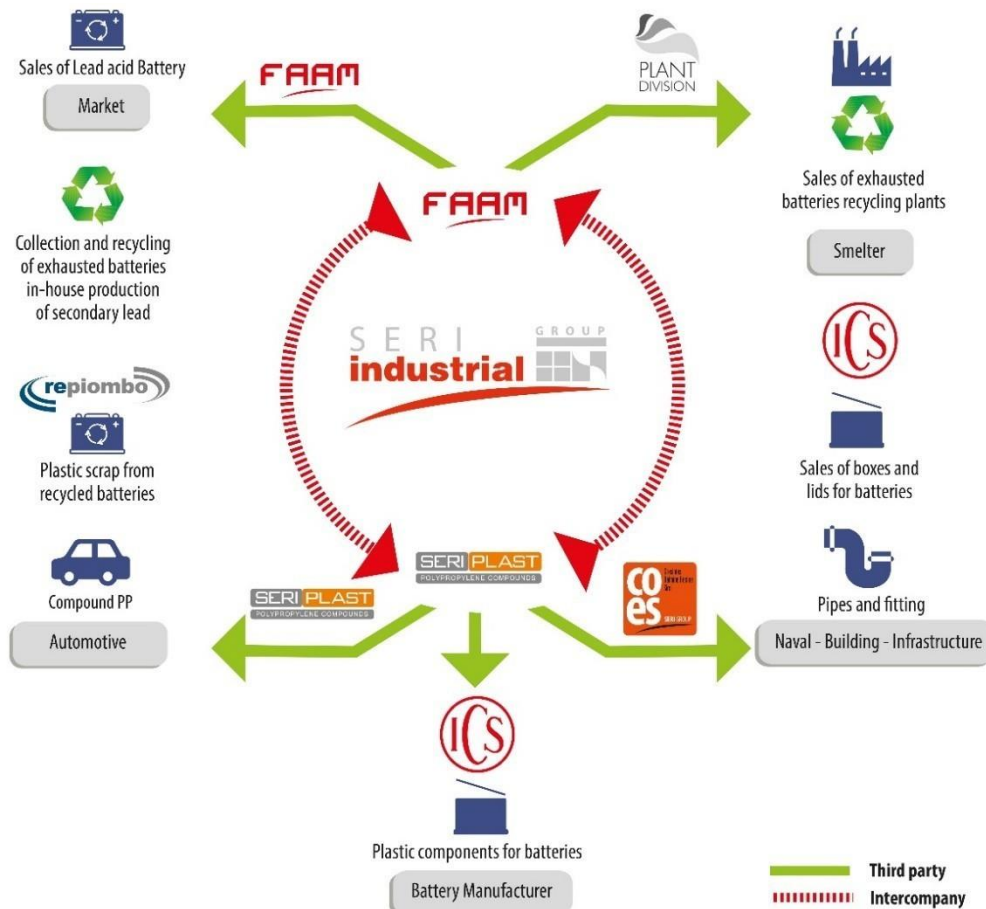 Sales of Lead acid Battery
Market
FAAM
PLANT
DIVISION
Sales of exhausted
batteries recycling plants
Smelter
Collection and recycling
of exhausted batteries
in-house production
of secondary lead
FAAM
SERI
industrial
GROUP
ICS
Sales of boxes and
lids for batteries
repiombo
Plastic scrap from
recycled batteries
Compound PP
Automotive
SERI PLAST
POLYPROPYLENE COMPOUNDS
SERI PLAST
POLYPROPYLENE COMPOUNDS
co
es
SERI GROUP
Pipes and fitting
Naval - Building - Infrastructure
ICS
Plastic components for batteries
Battery Manufacturer
Third party
Intercompany